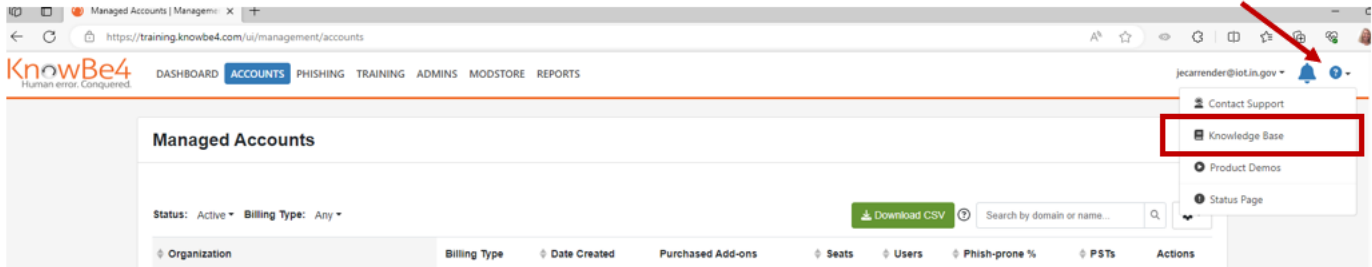 Managed Accounts | Manageme
https://training.knowbe4.com/ui/management/accounts
KnowBe4
Human error. Conquered.
DASHBOARD ACCOUNTS PHISHING TRAINING ADMINS MODSTORE REPORTS
jecarrender@iot.in.gov
Contact Support
Knowledge Base
Product Demos
Status Page
Managed Accounts
Status: Active Billing Type: Any
Download CSV
Search by domain or name...
Organization Billing Type Date Created Purchased Add-ons Seats Users Phish-prone % PSTs Actions